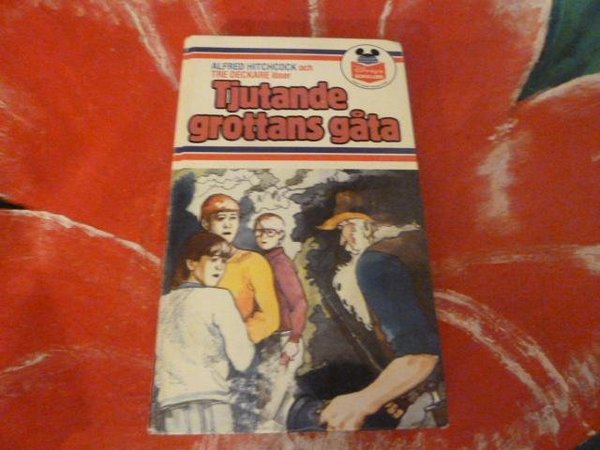 ALFRED HITCHCOCK och
TRE DECKARE löser
Tjutande
grottans gåta